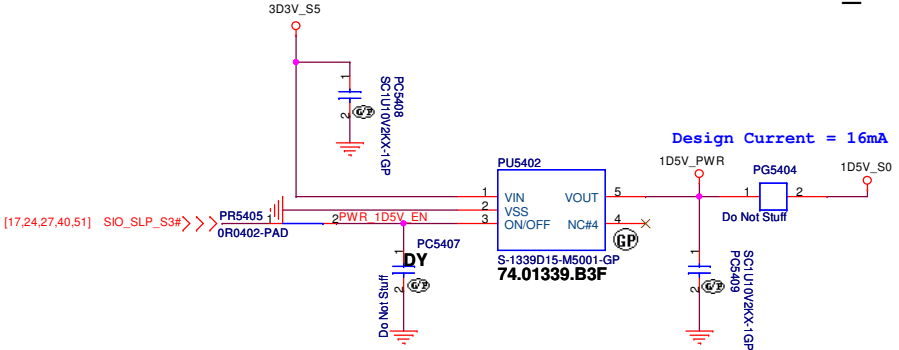 3D3V_S5
1
2
PC5408
SC1U10V2KX-1GP
G/P
Design Current = 16mA
PU5402
1D5V_PWR
PG5404
1D5V_S0
1
VIN
VOUT
5
1
2
2
VSS
Do Not Stuff
[17,24,27,40,51]
SIO_SLP_S3#
PR5405
1
2
PWR_1D5V_EN
3
ON/OFF
NC#4
4
0R0402-PAD
GP
PC5407
DY
1
2
G/P
Do Not Stuff
S-1339D15-M5001-GP
74.01339.B3F
1
2
G/P
SC1U10V2KX-1GP
PC5409